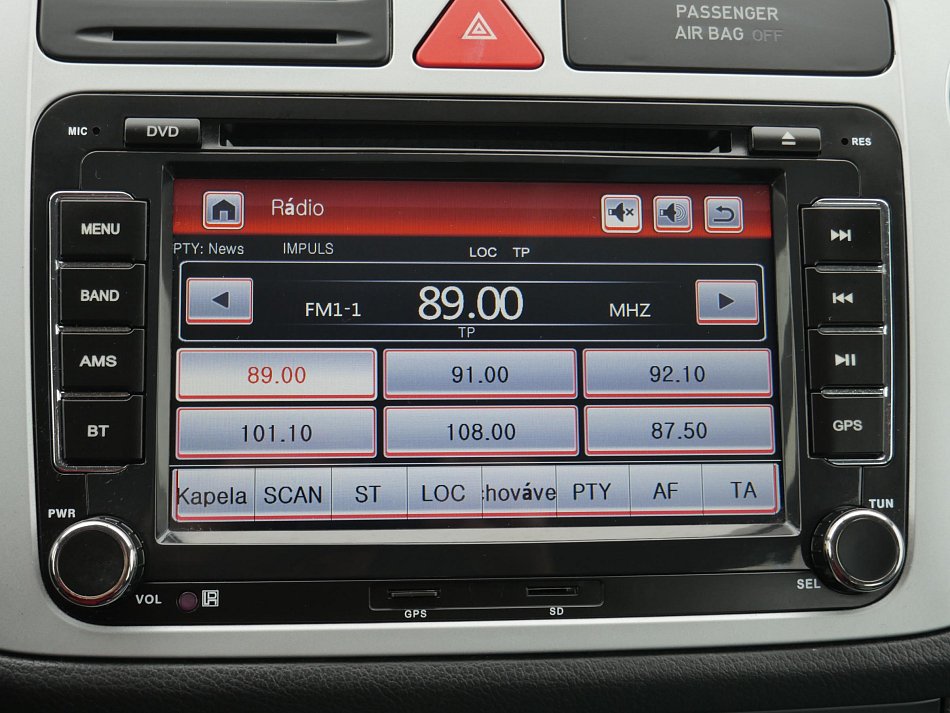 PASSENGER
AIR BAG OFF
MIC
DVD
RES
Rádio
MENU
PTY: News IMPULS LOC TP
BAND
FM1-1 89.00 MHZ
TP
AMS
89.00 91.00 92.10
BT
101.10 108.00 87.50
GPS
Kapela SCAN ST LOC hováve PTY AF TA
PWR
TUN
VOL
SEL
GPS
SD